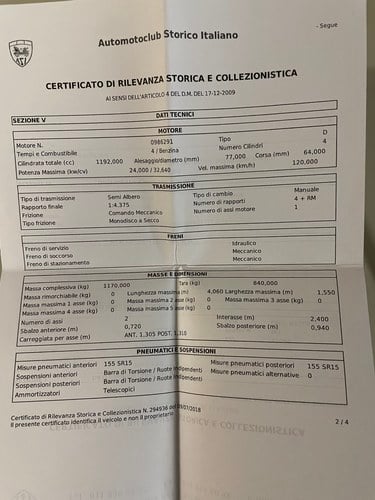 - Segue
Automotoclub Storico Italiano
CERTIFICATO DI RILEVANZA STORICA E COLLEZIONISTICA
AI SENSI DELL'ARTICOLO 4 DEL D.M. DEL 17-12-2009
SEZIONE V DATI TECNICI
MOTORE
Motore N. 0986291 Tipo D
Tempi e Combustibile 4 / Benzina Numero Cilindri 4
Cilindrata totale (cc) 1192,000 Alesaggio/diametro (mm) 77,000 Corsa (mm) 64,000
Potenza Massima (kw/cv) 24,000 / 32,640 Vel. massima (km/h) 120,000
TRASMISSIONE
Tipo di trasmissione Semi Albero Tipo di cambio Manuale
Rapporto finale 1:4.375 Numero di rapporti 4 + RM
Frizione Comando Meccanico Numero di assi motore 1
Tipo frizione Monodisco a Secco
FRENI
Freno di servizio Idraulico
Freno di soccorso Meccanico
Freno di stazionamento Meccanico
MASSE E DIMENSIONI
Massa complessiva (kg) 1170,000 Tara (kg) 840,000
Massa rimorchiabile (kg) 0 Lunghezza massima (m) 4,060 Larghezza massima (m) 1,550
Massa massima 1 asse (kg) 0 Massa massima 2 asse (kg) 0 Massa massima 3 asse (kg) 0
Massa massima 4 asse (kg) 0 Massa massima 5 asse (kg) 0
Numero di assi 2 Interasse (m) 2,400
Sbalzo anteriore (m) 0,720 Sbalzo posteriore (m) 0,940
Carreggiata per asse (m) ANT. 1,305 POST. 1,310
PNEUMATICI E SOSPENSIONI
Misure pneumatici anteriori 155 SR15 Misure pneumatici posteriori 155 SR15
Sospensioni anteriori Barra di Torsione / Ruote Indipendenti Misure pneumatici alternative 0
Sospensioni posteriori Barra di Torsione / Ruote Indipendenti
Ammortizzatori Telescopici
Certificato di Rilevanza Storica e Collezionistica N. 294936 del /07/2018
Il presente certificato identifica il veicolo e non il proprietario
2 / 4